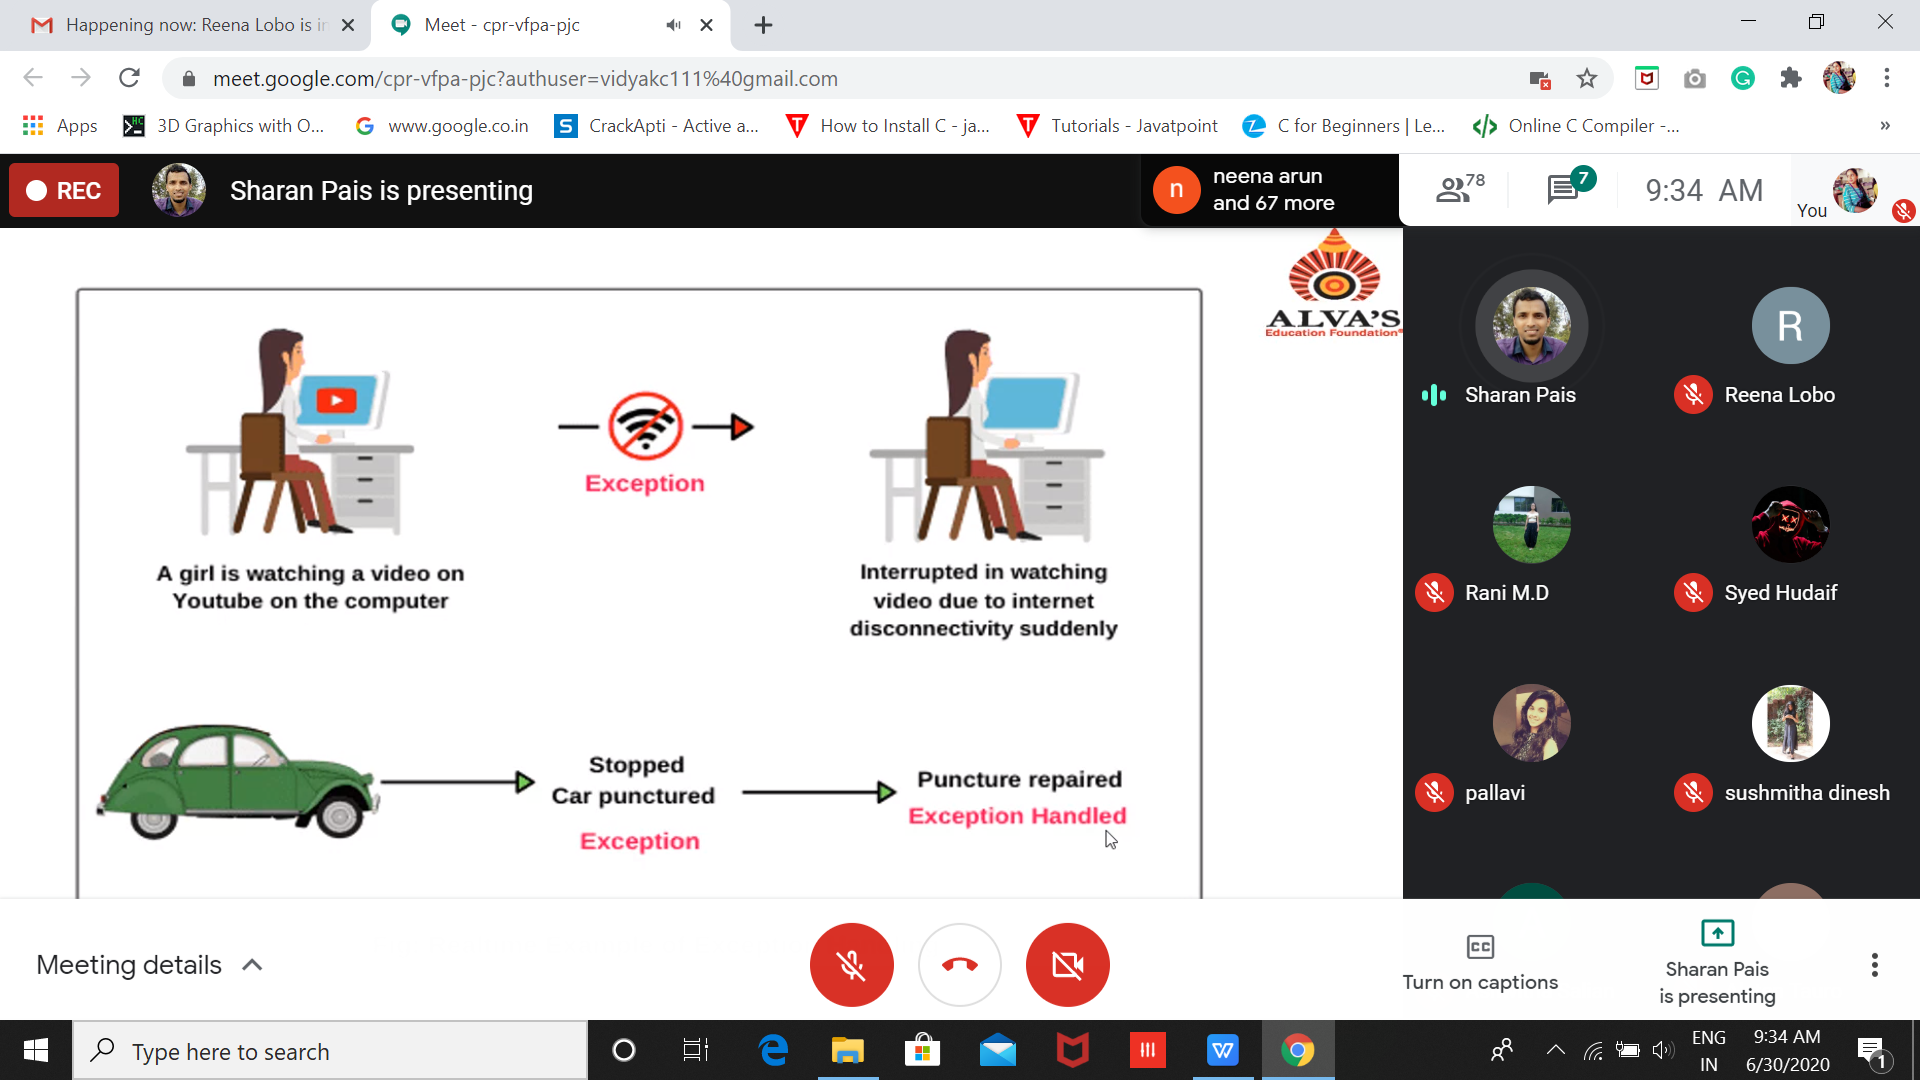 Happening now: Reena Lobo is in
Meet - cpr-vfpa-pjc
meet.google.com/cpr-vfpa-pjc?authuser=vidyakc111%40gmail.com
Apps
3D Graphics with O...
www.google.co.in
CrackApti - Active a...
How to Install C - ja...
Tutorials - Javatpoint
C for Beginners | Le...
Online C Compiler -...
»
REC
Sharan Pais is presenting
n
neena arun
and 67 more
78
7
9:34 AM
You
ALVA'S
Education Foundation®
Exception
A girl is watching a video on
Youtube on the computer
Interrupted in watching
video due to internet
disconnectivity suddenly
Stopped
Car punctured
Exception
Puncture repaired
Exception Handled
Sharan Pais
R
Reena Lobo
Rani M.D
Syed Hudaif
pallavi
sushmitha dinesh
Meeting details
CC
Turn on captions
Sharan Pais
is presenting
Type here to search
ENG
IN
9:34 AM
6/30/2020
1